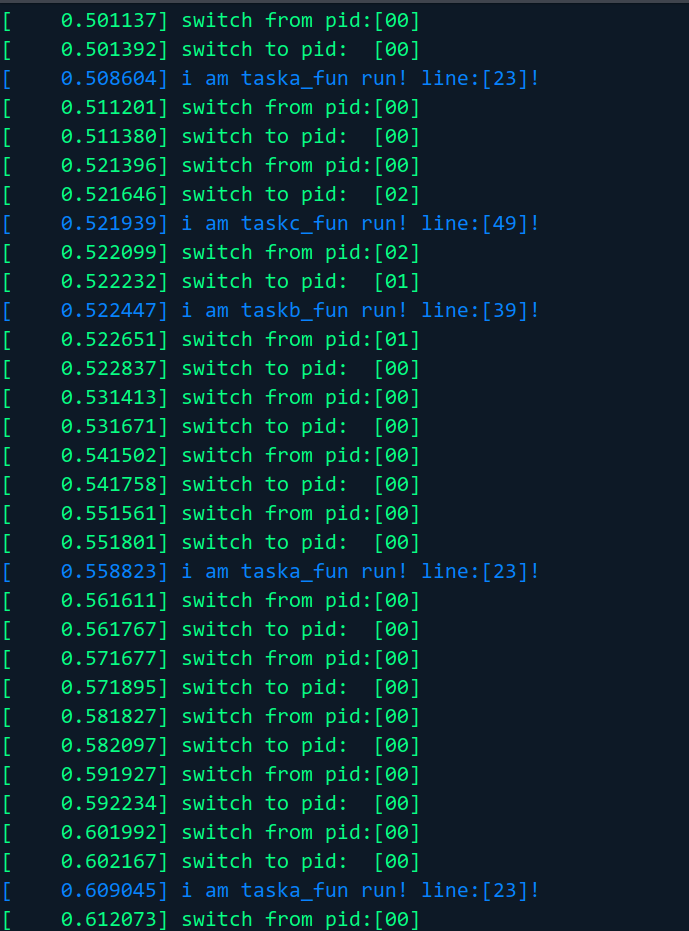 [    0.501137] switch from pid:[00]
[    0.501392] switch to pid:  [00]
[    0.508604] i am taska_fun run! line:[23]!
[    0.511201] switch from pid:[00]
[    0.511380] switch to pid:  [00]
[    0.521396] switch from pid:[00]
[    0.521646] switch to pid:  [02]
[    0.521939] i am taskc_fun run! line:[49]!
[    0.522099] switch from pid:[02]
[    0.522232] switch to pid:  [01]
[    0.522447] i am taskb_fun run! line:[39]!
[    0.522651] switch from pid:[01]
[    0.522837] switch to pid:  [00]
[    0.531413] switch from pid:[00]
[    0.531671] switch to pid:  [00]
[    0.541502] switch from pid:[00]
[    0.541758] switch to pid:  [00]
[    0.551561] switch from pid:[00]
[    0.551801] switch to pid:  [00]
[    0.558823] i am taska_fun run! line:[23]!
[    0.561611] switch from pid:[00]
[    0.561767] switch to pid:  [00]
[    0.571677] switch from pid:[00]
[    0.571895] switch to pid:  [00]
[    0.581827] switch from pid:[00]
[    0.582097] switch to pid:  [00]
[    0.591927] switch from pid:[00]
[    0.592234] switch to pid:  [00]
[    0.601992] switch from pid:[00]
[    0.602167] switch to pid:  [00]
[    0.609045] i am taska_fun run! line:[23]!
[    0.612073] switch from pid:[00]